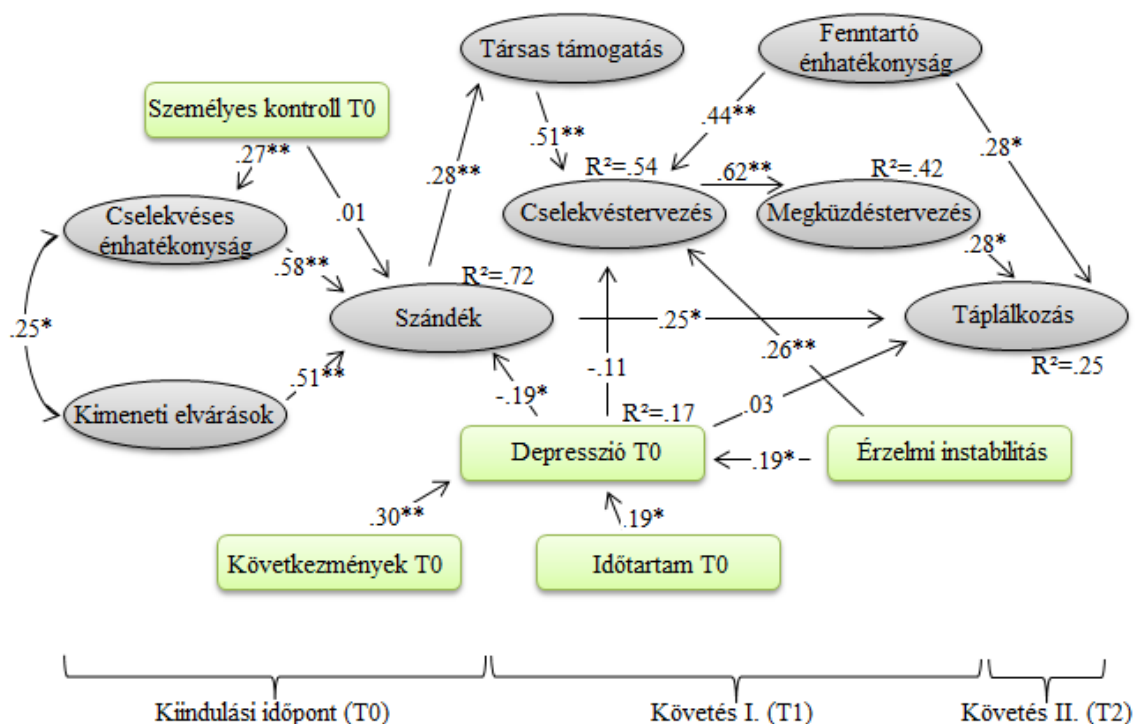 Társas támogatás
Fenntartó
énhatékonyság
Személyes kontroll T0
.27**
.51**
.44**
.28*
.28**
R²=.54
.62**
R²=.42
Cselekvéses
énhatékonyság
.01
Cselekvéstervezés
Megküzdéstervezés
.58**
.28*
R²=.72
Szándék
.25*
Táplálkozás
.25*
.26**
.51**
-.11
R²=.25
-.19*
Kimeneti elvárások
R²=.17
.03
Depresszió T0
.19*
Érzelmi instabilitás
.30**
.19*
Következmények T0
Időtartam T0
Kiindulási időpont (T0)
Követés I. (T1)
Követés II. (T2)